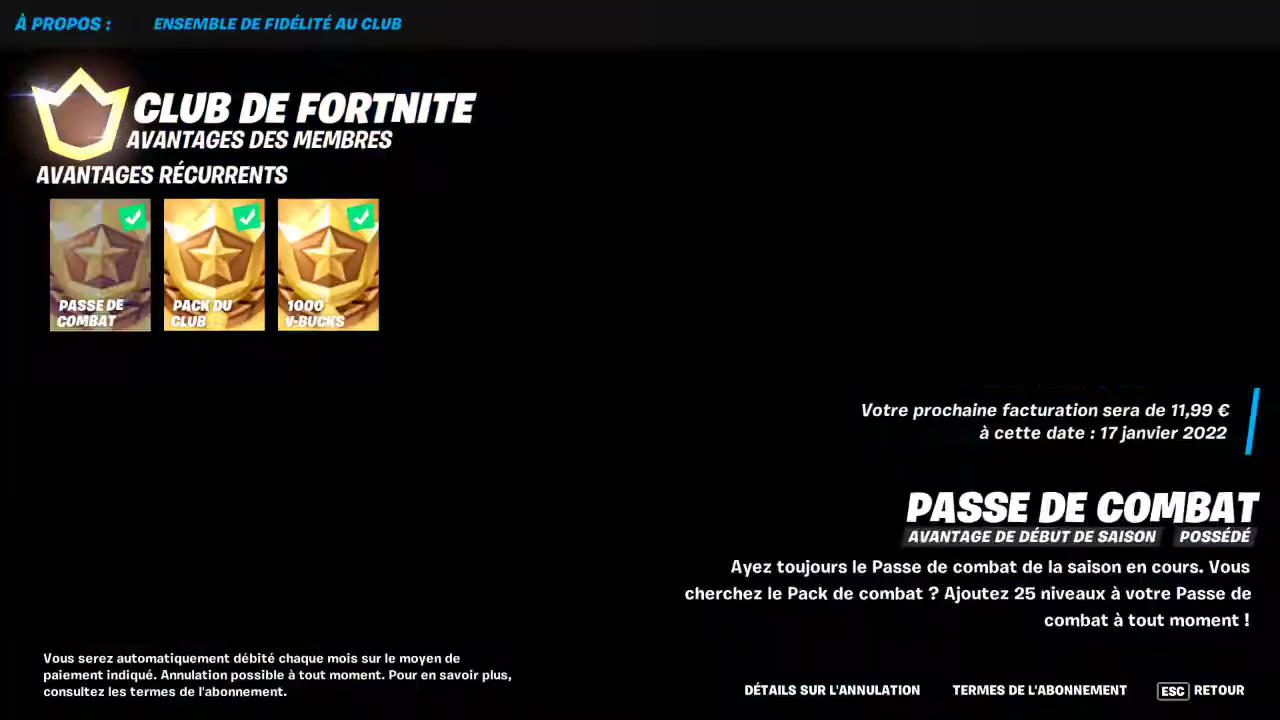 À PROPOS : ENSEMBLE DE FIDÉLITÉ AU CLUB
CLUB DE FORTNITE
AVANTAGES DES MEMBRES
AVANTAGES RÉCURRENTS
PASSE DE
COMBAT
PACK DU
CLUB
1000
V-BUCKS
Votre prochaine facturation sera de 11,99 €
à cette date : 17 janvier 2022
PASSE DE COMBAT
AVANTAGE DE DÉBUT DE SAISON POSSÉDÉ
Ayez toujours le Passe de combat de la saison en cours. Vous
cherchez le Pack de combat ? Ajoutez 25 niveaux à votre Passe de
combat à tout moment !
Vous serez automatiquement débité chaque mois sur le moyen de
paiement indiqué. Annulation possible à tout moment. Pour en savoir plus,
consultez les termes de l'abonnement.
DÉTAILS SUR L'ANNULATION TERMES DE L'ABONNEMENT ESC RETOUR